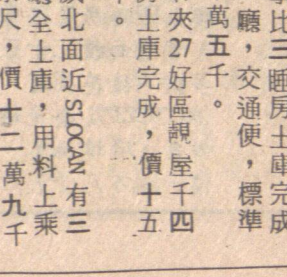 比三睡房土庫完成
廳，交通便，標準
萬五千。
夾27好區靚屋千四
土庫完成，價十五
。
北面近SLOCAN有三
全土庫，用料上乘
尺，價十二萬九千